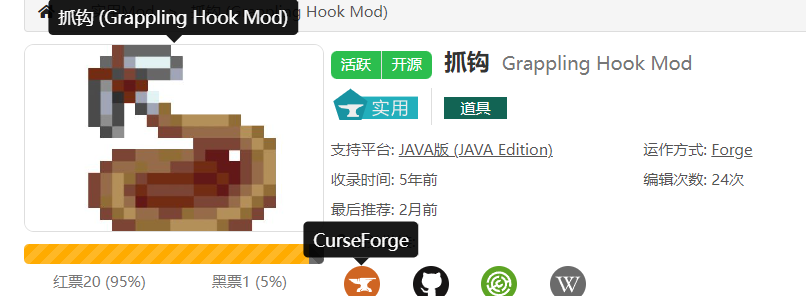 抓钩 (Grappling Hook Mod)
Hook Mod)
活跃 开源 抓钩 Grappling Hook Mod
实用 道具
支持平台: JAVA版 (JAVA Edition) 运作方式: Forge
收录时间: 5年前 编辑次数: 24次
最后推荐: 2月前
CurseForge
红票20 (95%) 黑票1 (5%)
W